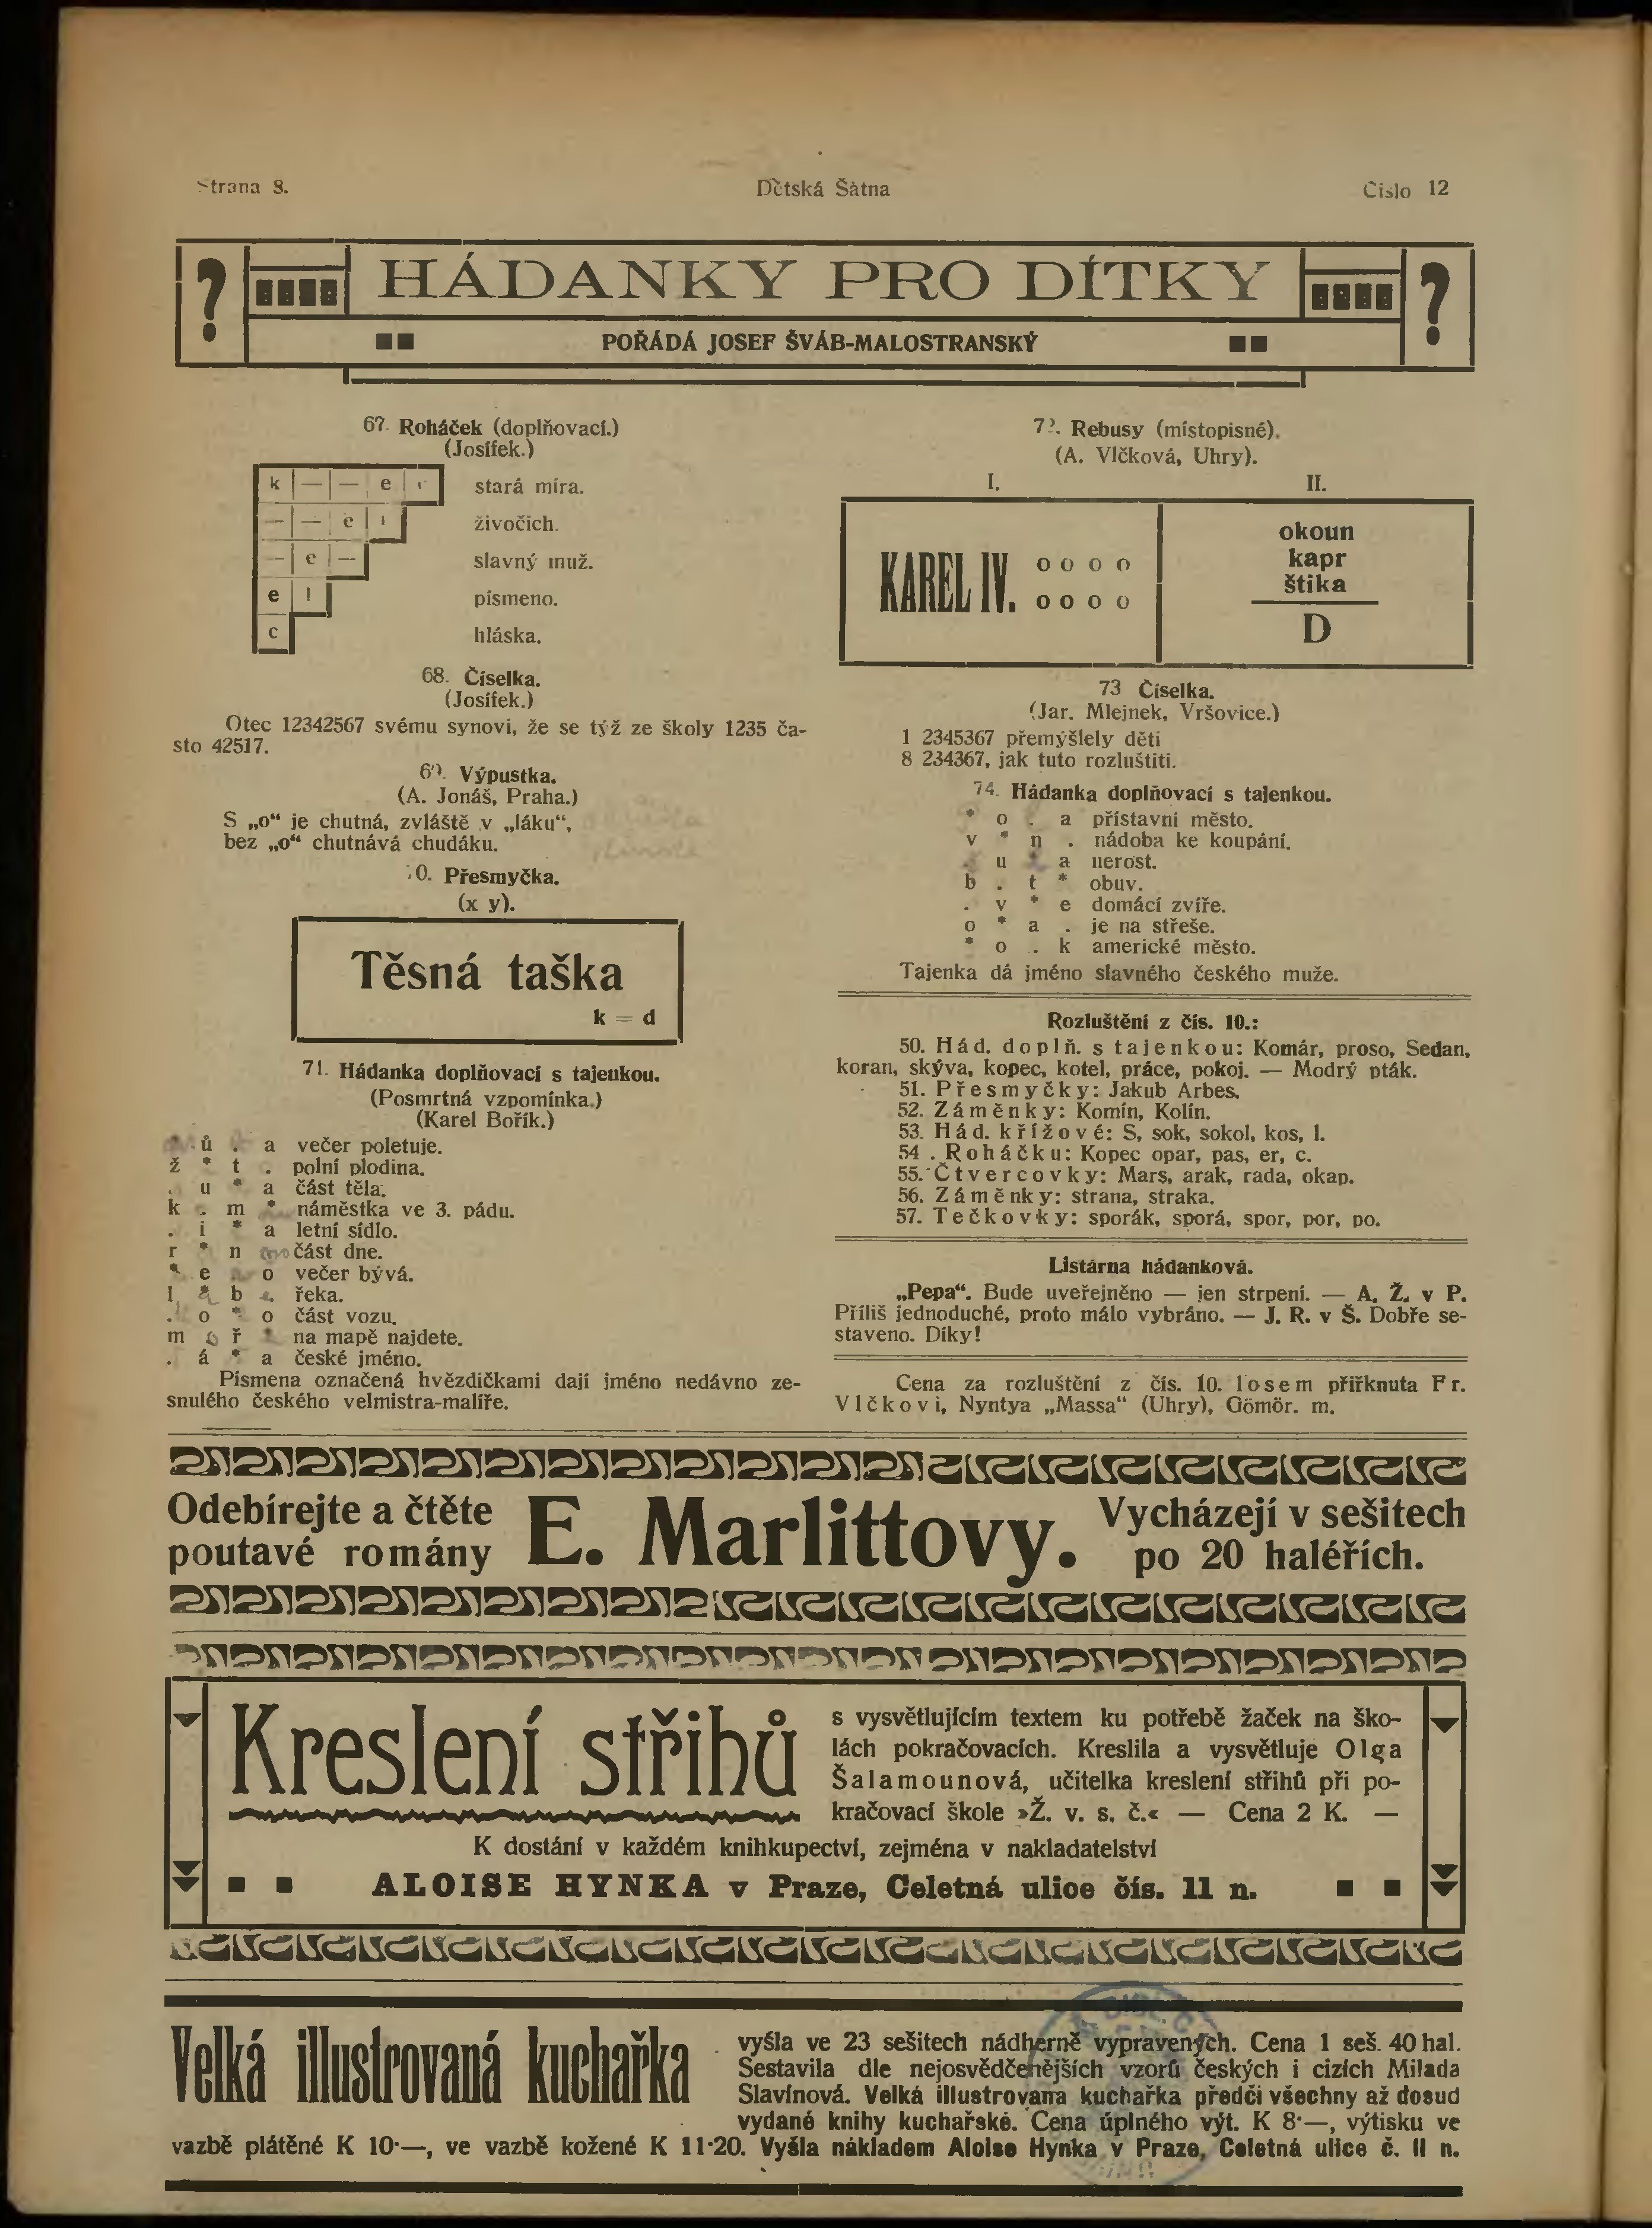 Strana 8.
Dětská Šatna
Číslo 12
? HÁDANKY PRO DÍTKY ?
POŘÁDÁ JOSEF ŠVÁB-MALOSTRANSKÝ
67. Roháček (doplňovací.)
(Josífek.)
k — — e c stará míra.
— — e l živočich.
— e — slavný muž.
e l písmeno.
c hláska.
68. Číselka.
(Josífek.)
Otec 12342567 svému synovi, že se týž ze školy 1235 ča-
sto 42517.
69. Výpustka.
(A. Jonáš, Praha.)
S „o“ je chutná, zvláště v „láku“,
bez „o“ chutnává chudáku.
70. Přesmyčka.
(x y).
Těsná taška
k = d
71. Hádanka doplňovací s tajenkou.
(Posmrtná vzpomínka.)
(Karel Bořík.)
* ů . a večer poletuje.
ž * t . polní plodina.
. u * a část těla.
k . m * náměstka ve 3. pádu.
. i * a letní sídlo.
r * n část dne.
* e . o večer bývá.
l * b . řeka.
. o * o část vozu.
m o ř * na mapě najdete.
. á * a české jméno.
Písmena označená hvězdičkami dají jméno nedávno ze-
snulého českého velmistra-malíře.
72. Rebusy (místopisné).
(A. Vlčková, Uhry).
I. II.
KAREL IV. o o o o
o o o o
okoun
kapr
štika
D
73 Číselka.
(Jar. Mlejnek, Vršovice.)
1 2345367 přemýšlely děti
8 234367, jak tuto rozluštiti.
74. Hádanka doplňovací s tajenkou.
* o . a přístavní město.
v * n . nádoba ke koupání.
. u * a nerost.
b . t * obuv.
. v * e domácí zvíře.
o * a . je na střeše.
* o . k americké město.
Tajenka dá jméno slavného českého muže.
Rozluštění z čís. 10.:
50. Hád. doplň. s tajenkou: Komár, proso, Sedan,
koran, skýva, kopec, kotel, práce, pokoj. — Modrý pták.
51. Přesmyčky: Jakub Arbes.
52. Záměnky: Komín, Kolín.
53. Hád. křížové: S, sok, sokol, kos, l.
54 . Roháčku: Kopec opar, pas, er, c.
55. Čtvercovky: Mars, arak, rada, okap.
56. Záměnky: strana, straka.
57. Tečkovky: sporák, sporá, spor, por, po.
Listárna hádanková.
„Pepa“. Bude uveřejněno — jen strpení. — A. Ž. v P.
Příliš jednoduché, proto málo vybráno. — J. R. v Š. Dobře se-
staveno. Díky!
Cena za rozluštění z čís. 10. losem přiřknuta Fr.
Vlčkovi, Nyntya „Massa“ (Uhry), Gömör. m.
Odebírejte a čtěte
poutavé romány
E. Marlittovy.
Vycházejí v sešitech
po 20 haléřích.
Kreslení střihů
s vysvětlujícím textem ku potřebě žaček na ško-
lách pokračovacích. Kreslila a vysvětluje Olga
Šalamounová, učitelka kreslení střihů při po-
kračovací škole »Ž. v. s. č.« — Cena 2 K. —
K dostání v každém knihkupectví, zejména v nakladatelství
ALOISE HYNKA v Praze, Celetná ulice čís. 11 n.
Velká illustrovaná kuchařka
vyšla ve 23 sešitech nádherně vypravených. Cena 1 seš. 40 hal.
Sestavila dle nejosvědčenějších vzorů českých i cizích Milada
Slavínová. Velká illustrovaná kuchařka předčí všechny až dosud
vydané knihy kuchařské. Cena úplného výt. K 8·—, výtisku ve
vazbě plátěné K 10·—, ve vazbě kožené K 11·20. Vyšla nákladem Aloise Hynka v Praze, Celetná ulice č. 11 n.